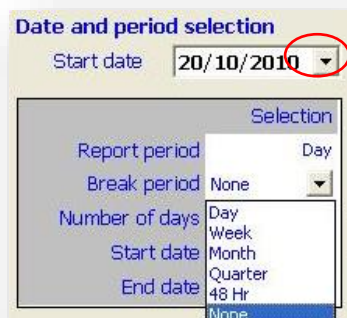 Date and period selection
Start date 20/10/2010
Selection
Report period Day
Break period None
Number of days Day
Week
Start date Month
Quarter
End date 48 Hr
None